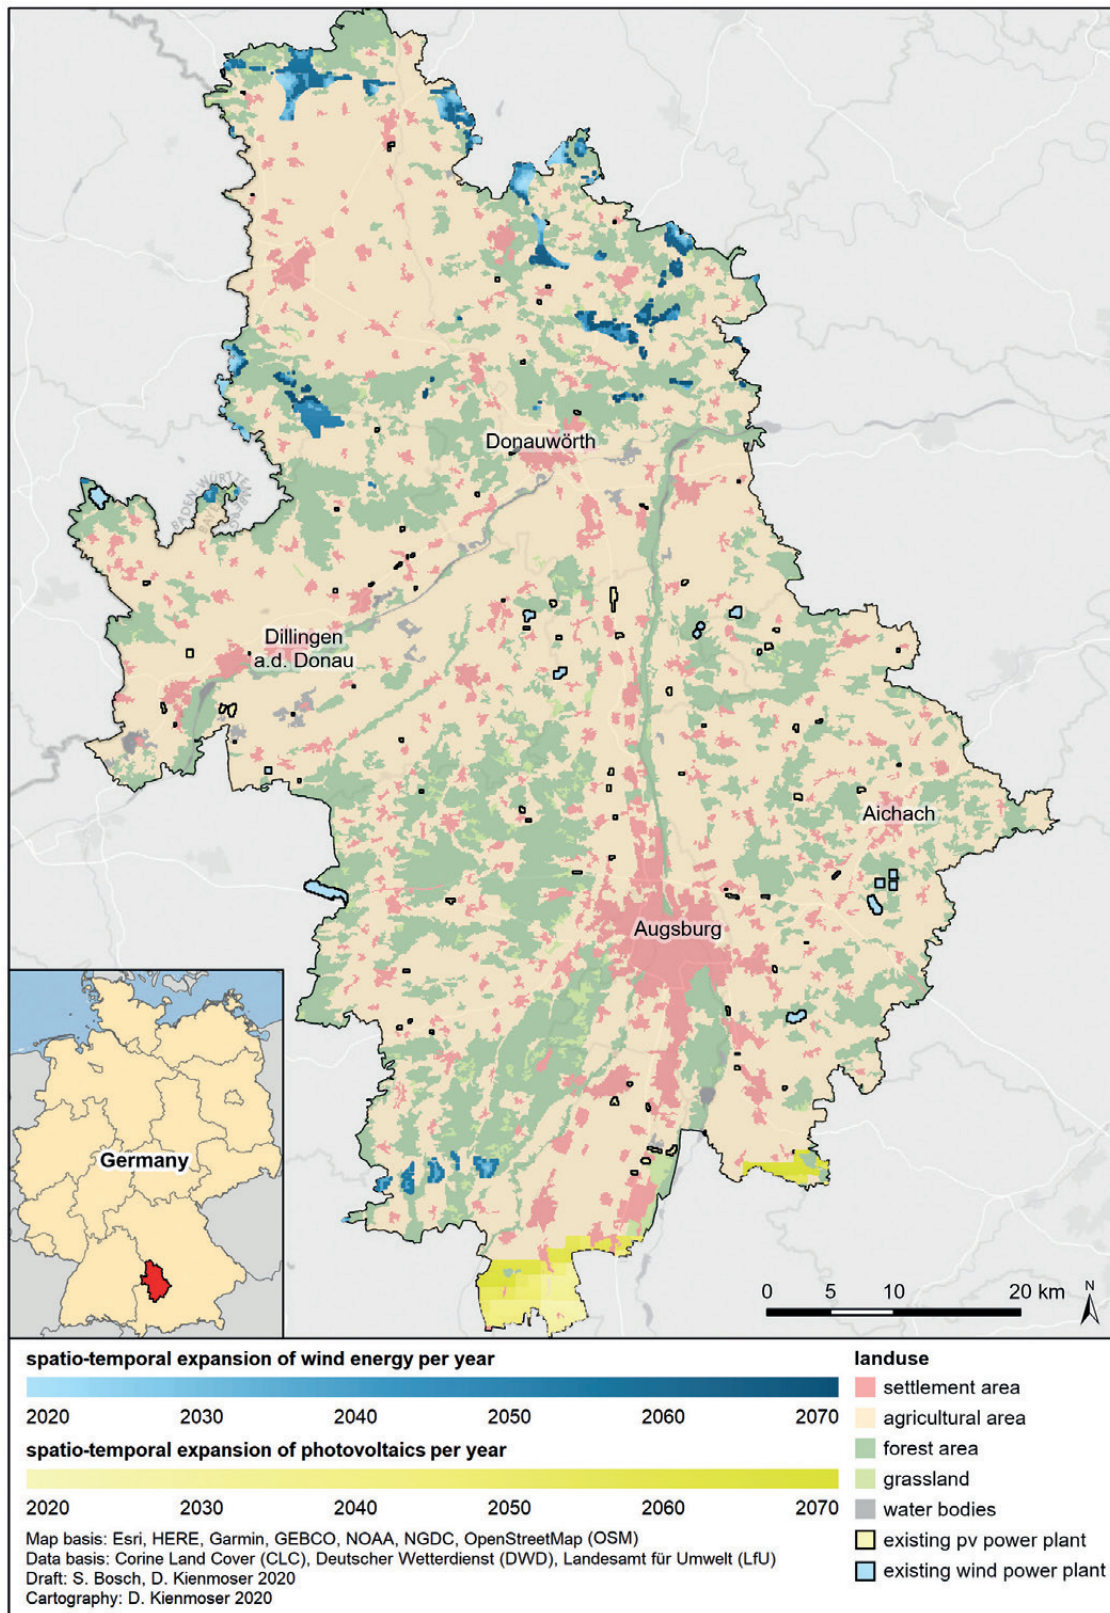 Donauwörth
BADEN-WÜRTTEMBERG
BAYERN
Dillingen
a.d. Donau
Aichach
Augsburg
Germany
0 5 10 20 km
N
spatio-temporal expansion of wind energy per year
2020 2030 2040 2050 2060 2070
spatio-temporal expansion of photovoltaics per year
2020 2030 2040 2050 2060 2070
Map basis: Esri, HERE, Garmin, GEBCO, NOAA, NGDC, OpenStreetMap (OSM)
Data basis: Corine Land Cover (CLC), Deutscher Wetterdienst (DWD), Landesamt für Umwelt (LfU)
Draft: S. Bosch, D. Kienmoser 2020
Cartography: D. Kienmoser 2020
landuse
settlement area
agricultural area
forest area
grassland
water bodies
existing pv power plant
existing wind power plant